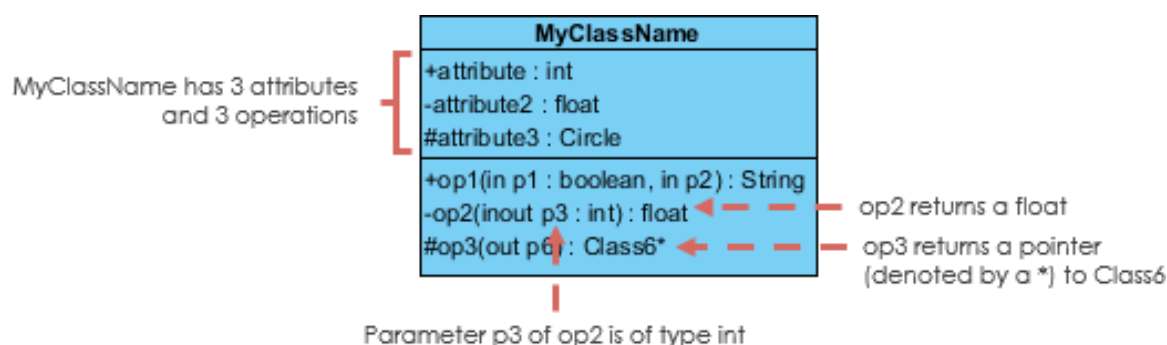 MyClassName
MyClassName has 3 attributes
and 3 operations
+attribute : int
-attribute2 : float
#attribute3 : Circle
+op1(in p1 : boolean, in p2) : String
-op2(inout p3 : int) : float
#op3(out p6) : Class6*
op2 returns a float
op3 returns a pointer
(denoted by a *) to Class6
Parameter p3 of op2 is of type int